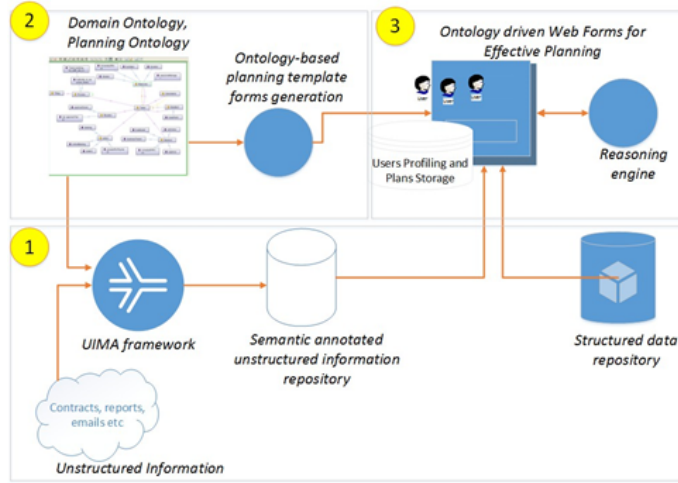 2
Domain Ontology,
Planning Ontology
Ontology-based
planning template
forms generation
3
Ontology driven Web Forms for
Effective Planning
Users Profiling and
Plans Storage
Reasoning
engine
1
UIMA framework
Semantic annotated
unstructured information
repository
Structured data
repository
Contracts, reports,
emails etc
Unstructured Information